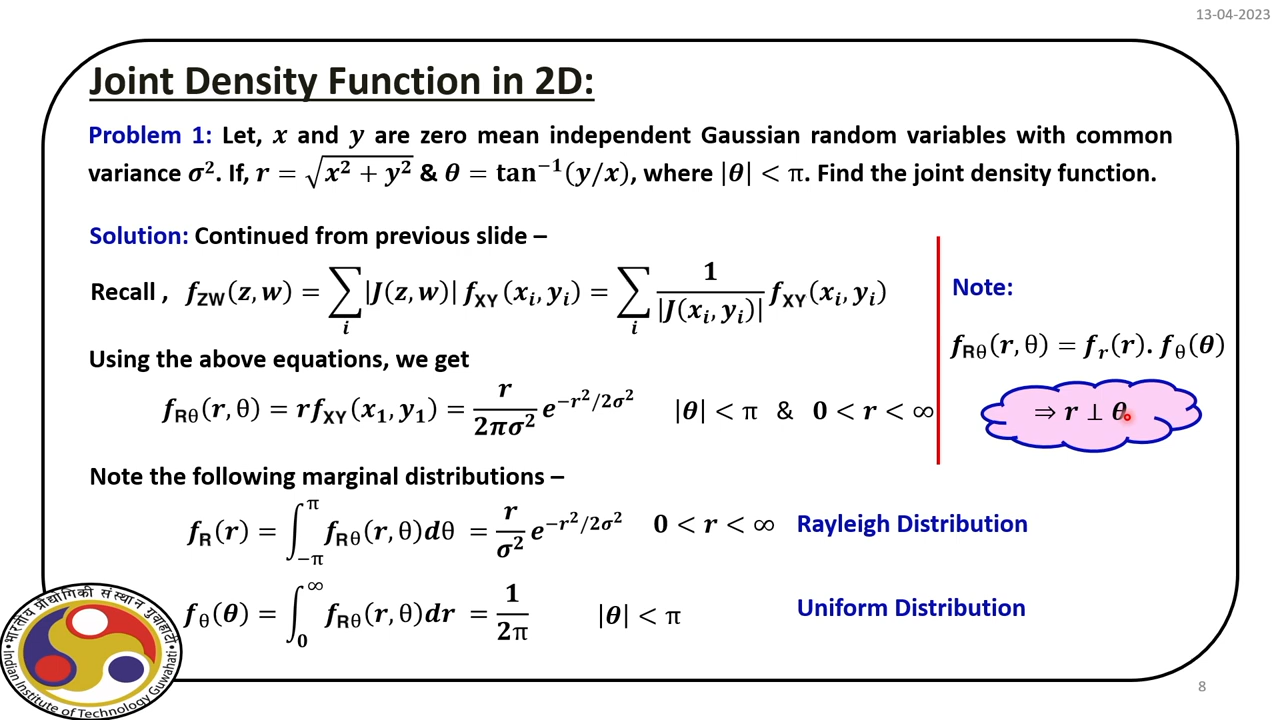 13-04-2023
Joint Density Function in 2D:
Problem 1: Let, x and y are zero mean independent Gaussian random variables with common
variance σ². If, r = √(x² + y²) & θ = tan⁻¹(y/x), where |θ| < π. Find the joint density function.
Solution: Continued from previous slide –
Recall , f_ZW(z, w) = ∑_i |J(z, w)| f_XY (x_i, y_i) = ∑_i 1/|J(x_i, y_i)| f_XY(x_i, y_i)
Using the above equations, we get
f_Rθ(r, θ) = r f_XY(x₁, y₁) = r/(2πσ²) e^(−r²/2σ²) |θ| < π & 0 < r < ∞
Note:
f_Rθ(r, θ) = f_r(r). f_θ(θ)
⇒ r ⊥ θ
Note the following marginal distributions –
f_R(r) = ∫_(−π)^π f_Rθ(r, θ)dθ = r/σ² e^(−r²/2σ²) 0 < r < ∞ Rayleigh Distribution
f_θ(θ) = ∫_0^∞ f_Rθ(r, θ)dr = 1/2π |θ| < π Uniform Distribution
भारतीय प्रौद्योगिकी संस्थान गुवाहाटी
Indian Institute of Technology Guwahati
8